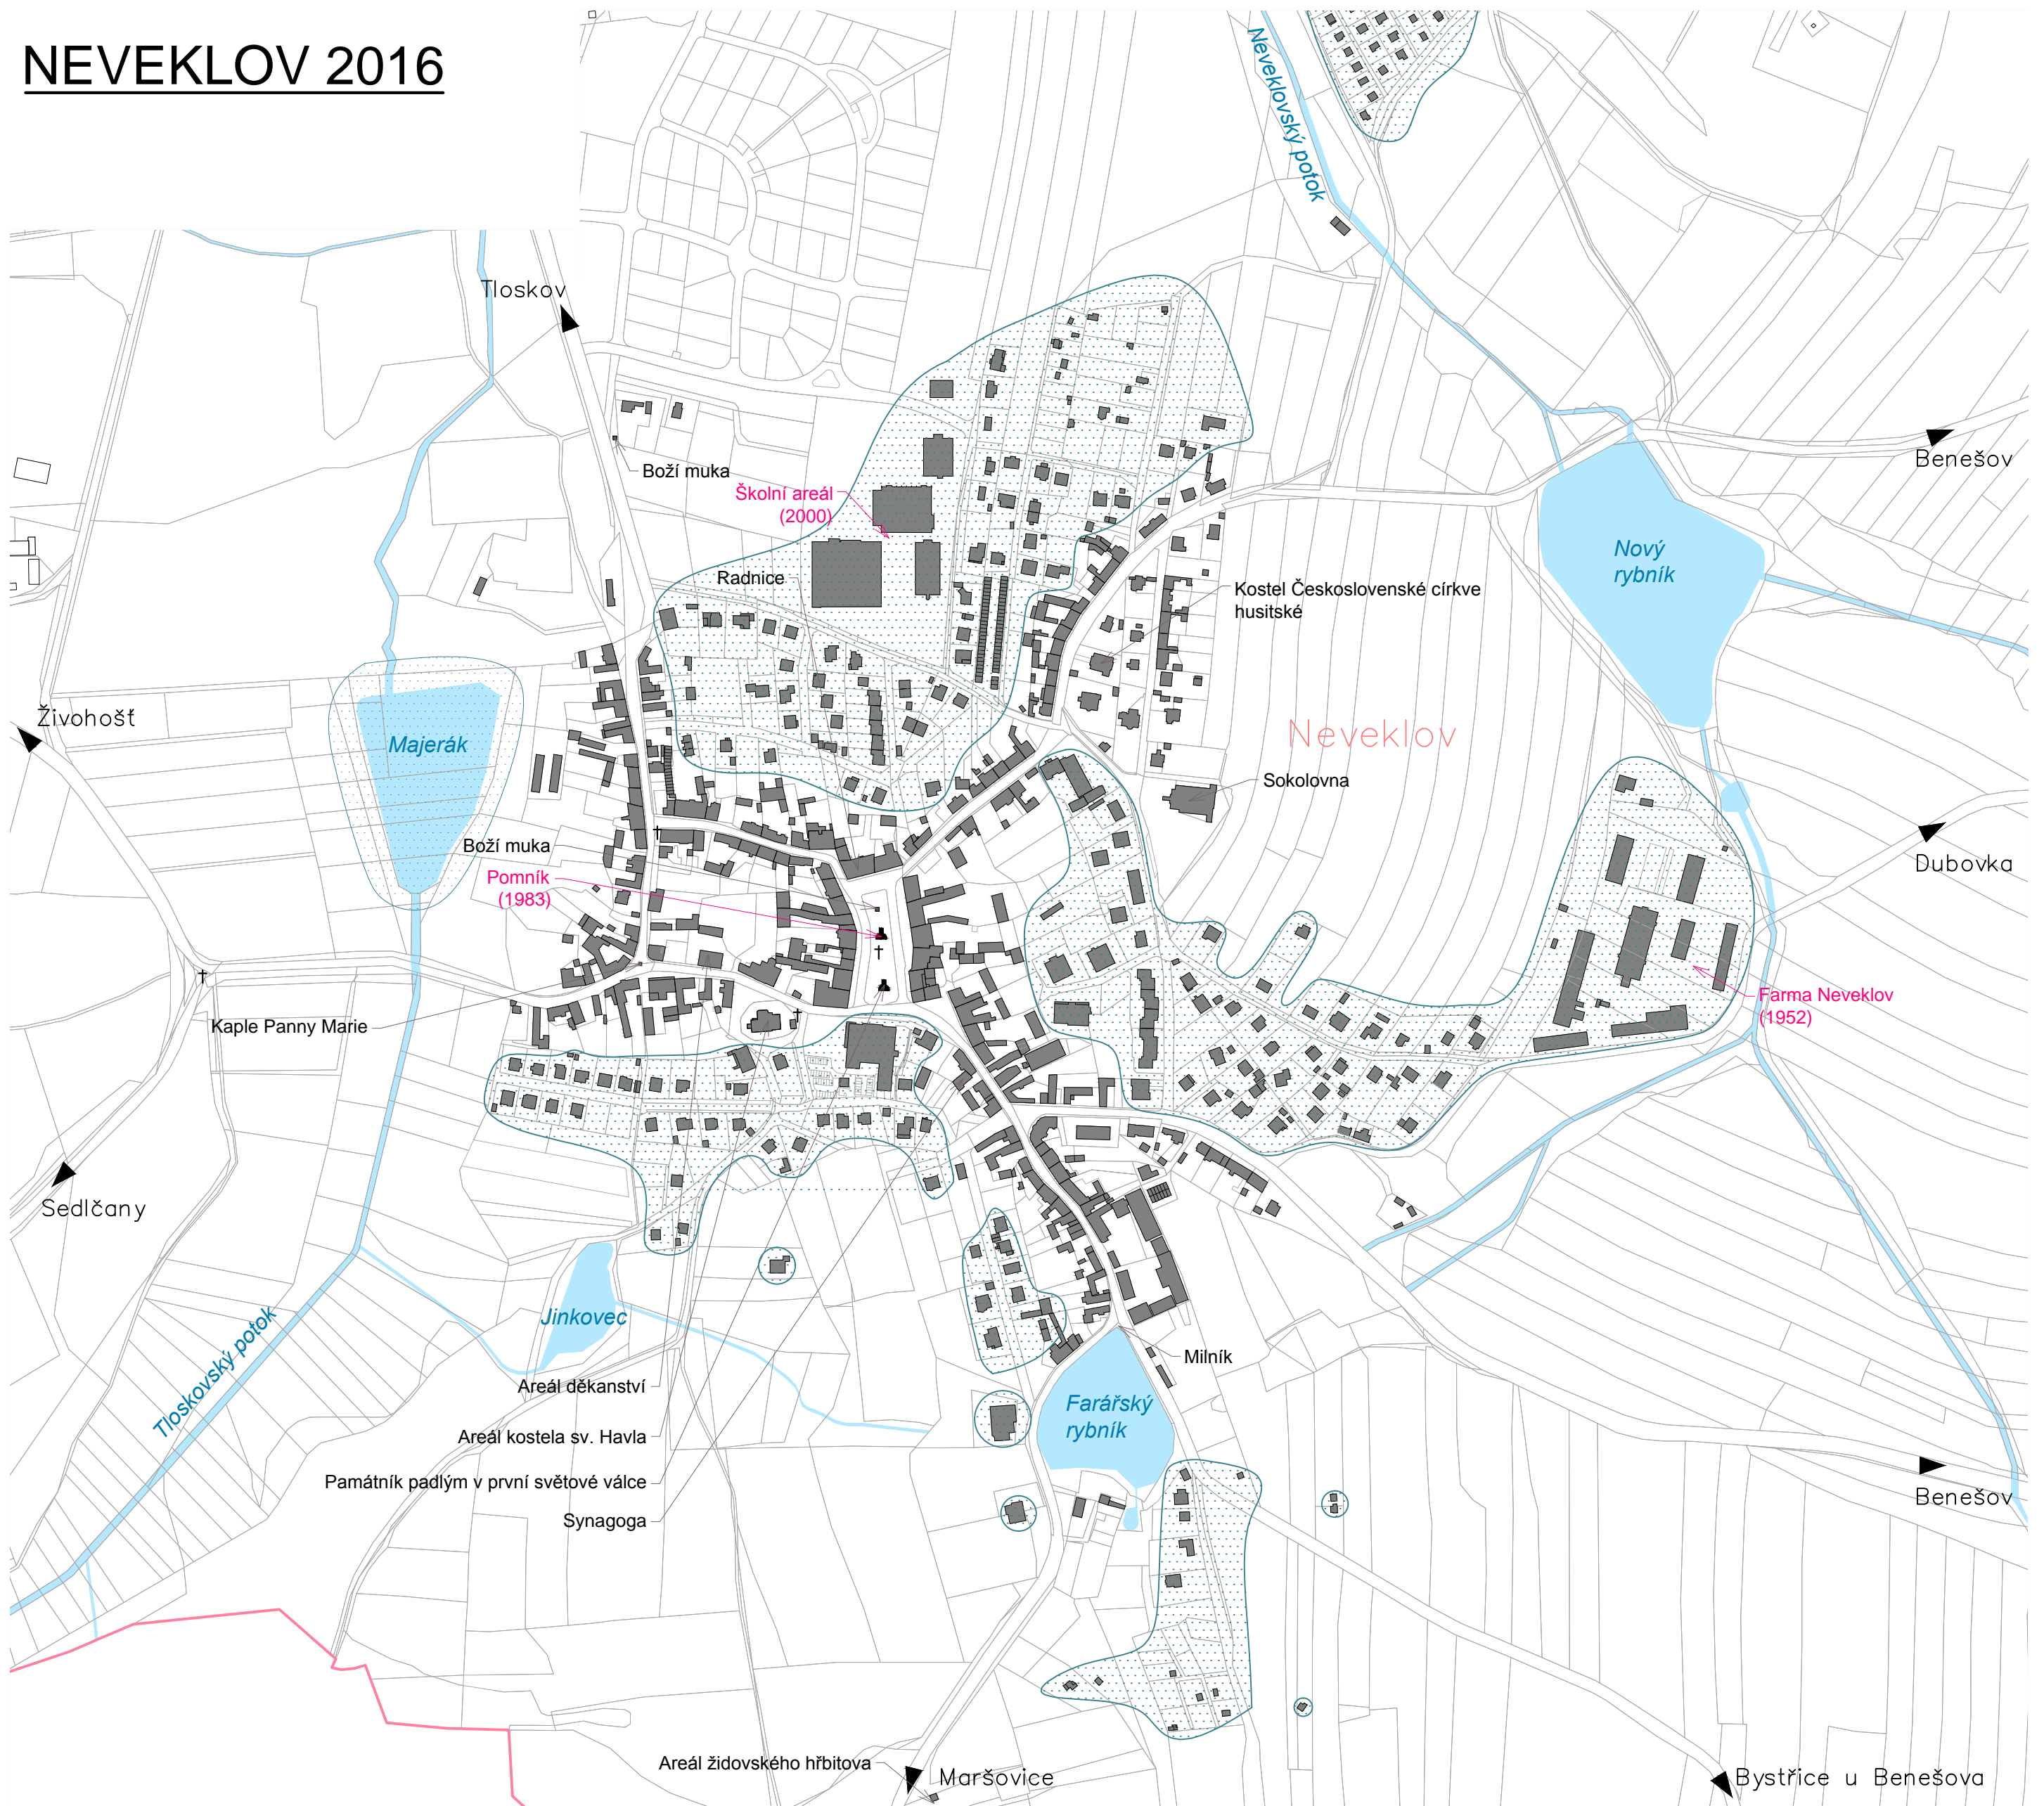 NEVEKLOV 2016
Neveklovský potok
Tloskov
Benešov
Boží muka
Školní areál
(2000)
Nový
rybník
Radnice
Kostel Československé církve
husitské
Živohošť
Majerák
Neveklov
Sokolovna
Boží muka
Dubovka
Pomník
(1983)
Farma Neveklov
(1952)
Kaple Panny Marie
Sedlčany
Jinkovec
Tloskovský potok
Milník
Areál děkanství
Farářský
rybník
Areál kostela sv. Havla
Památník padlým v první světové válce
Benešov
Synagoga
Areál židovského hřbitova
Maršovice
Bystřice u Benešova